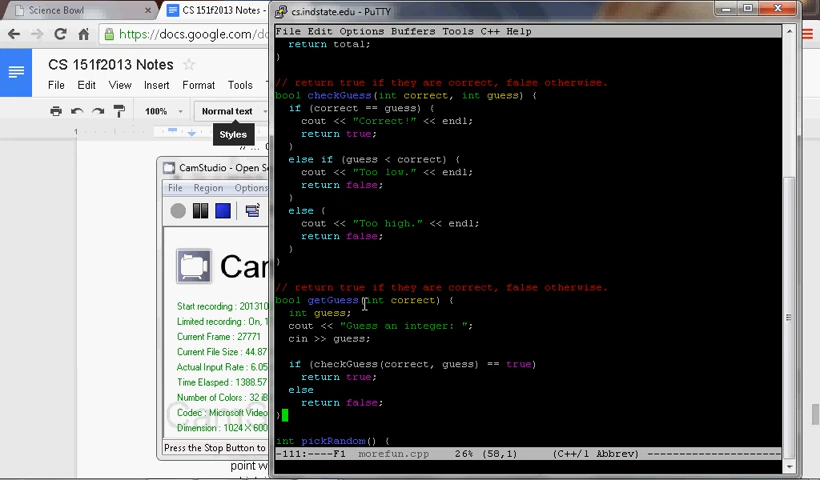 Science Bowl
CS 151f2013 Notes
https://docs.google.com/do
CS 151f2013 Notes
File Edit View Insert Format Tools
100% Normal text
Styles
CamStudio - Open So
File Region Options
Cam
Start recording : 201310
Limited recording : On, 1
Current Frame : 27771
Current File Size : 44.87
Actual Input Rate : 6.05
Time Elasped : 1388.57
Number of Colors : 32 i8
Codec : Microsoft Video
Dimension : 1024 X 600
Press the Stop Button to
point w
cs.indstate.edu - PuTTY
File Edit Options Buffers Tools C++ Help
return total;
}
// return true if they are correct, false otherwise.
bool checkGuess(int correct, int guess) {
if (correct == guess) {
cout << "Correct!" << endl;
return true;
}
else if (guess < correct) {
cout << "Too low." << endl;
return false;
}
else {
cout << "Too high." << endl;
return false;
}
}
// return true if they are correct, false otherwise.
bool getGuess(int correct) {
int guess;
cout << "Guess an integer: ";
cin >> guess;
if (checkGuess(correct, guess) == true)
return true;
else
return false;
}
int pickRandom() {
-111:----F1 morefun.cpp 26% (58,1) (C++/l Abbrev)